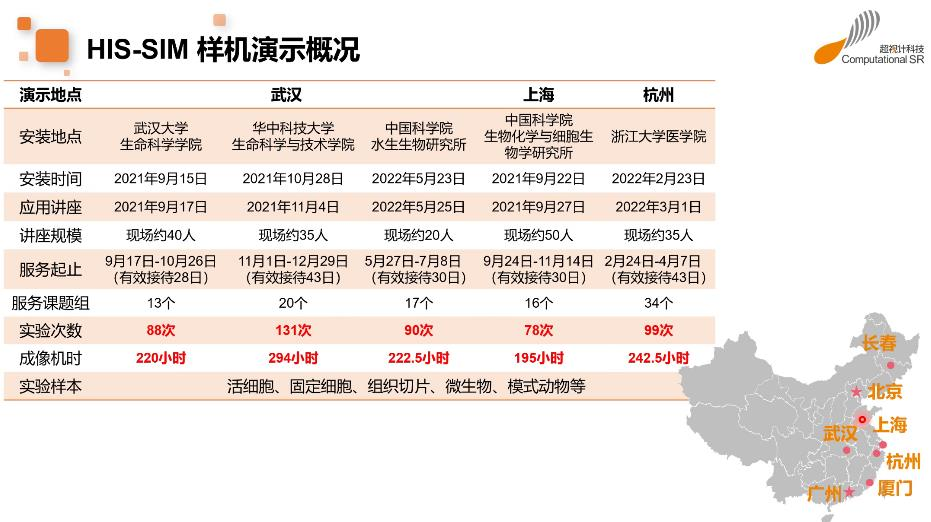 HIS-SIM 样机演示概况
超视计科技
Computational SR
演示地点 武汉 上海 杭州
安装地点 武汉大学 生命科学学院 华中科技大学 生命科学与技术学院 中国科学院 水生生物研究所 中国科学院 生物化学与细胞生物学研究所 浙江大学医学院
安装时间 2021年9月15日 2021年10月28日 2022年5月23日 2021年9月22日 2022年2月23日
应用讲座 2021年9月17日 2021年11月4日 2022年5月25日 2021年9月27日 2022年3月1日
讲座规模 现场约40人 现场约35人 现场约20人 现场约50人 现场约35人
服务起止 9月17日-10月26日 (有效接待28日) 11月1日-12月29日 (有效接待43日) 5月27日-7月8日 (有效接待30日) 9月24日-11月14日 (有效接待30日) 2月24日-4月7日 (有效接待43日)
服务课题组 13个 20个 17个 16个 34个
实验次数 88次 131次 90次 78次 99次
成像机时 220小时 294小时 222.5小时 195小时 242.5小时
实验样本 活细胞、固定细胞、组织切片、微生物、模式动物等
长春
北京
上海
武汉
杭州
厦门
广州